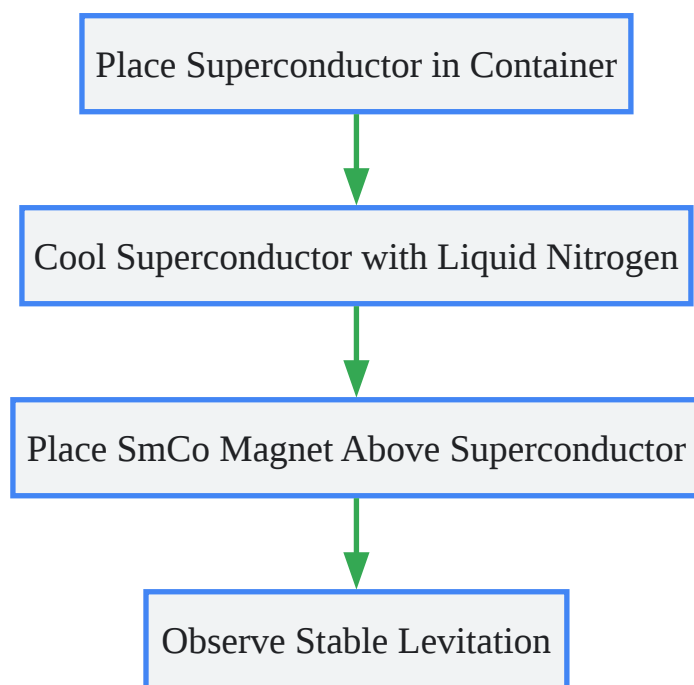 Place Superconductor in Container
Cool Superconductor with Liquid Nitrogen
Place SmCo Magnet Above Superconductor
Observe Stable Levitation